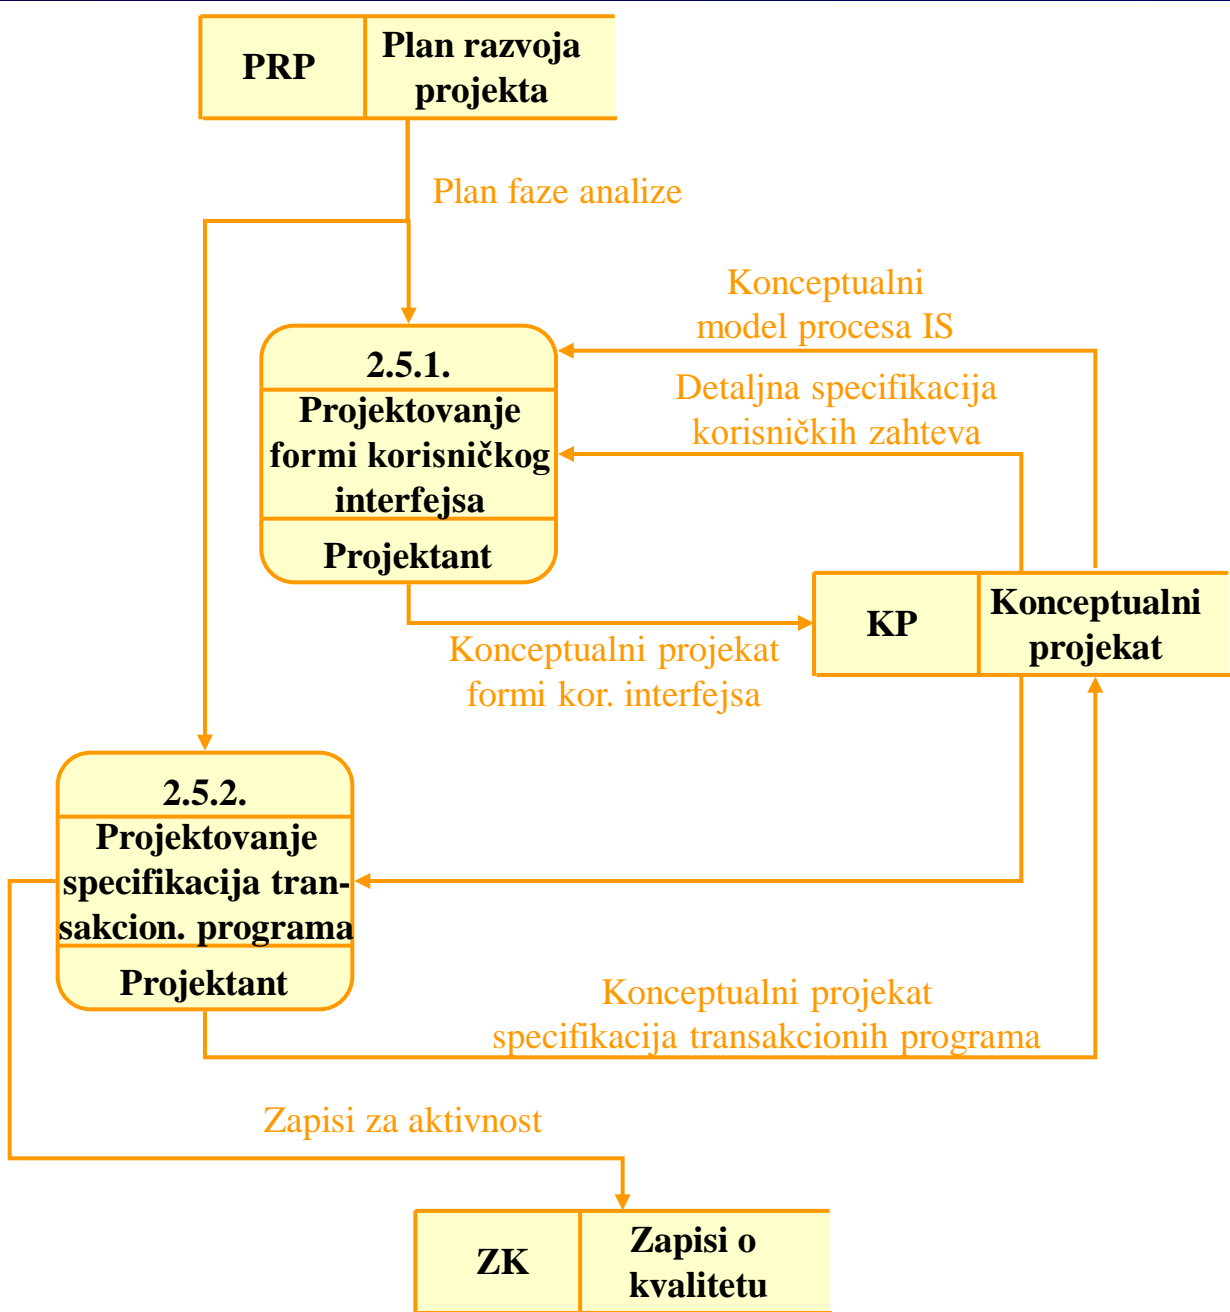 PRP
Plan razvoja
projekta
Plan faze analize
Konceptualni
model procesa IS
2.5.1.
Projektovanje
formi korisničkog
interfejsa
Projektant
Detaljna specifikacija
korisničkih zahteva
KP
Konceptualni
projekat
Konceptualni projekat
formi kor. interfejsa
2.5.2.
Projektovanje
specifikacija tran-
sakcion. programa
Projektant
Konceptualni projekat
specifikacija transakcionih programa
Zapisi za aktivnost
ZK
Zapisi o
kvalitetu